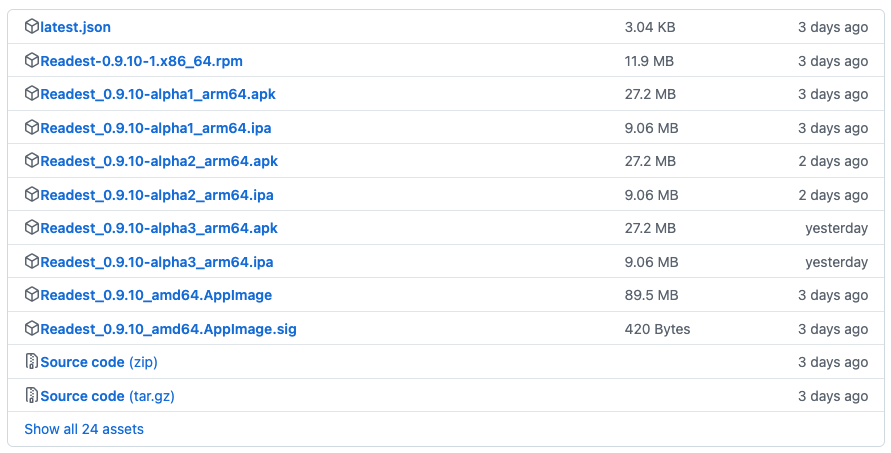 latest.json 3.04 KB 3 days ago
Readest-0.9.10-1.x86_64.rpm 11.9 MB 3 days ago
Readest_0.9.10-alpha1_arm64.apk 27.2 MB 3 days ago
Readest_0.9.10-alpha1_arm64.ipa 9.06 MB 3 days ago
Readest_0.9.10-alpha2_arm64.apk 27.2 MB 2 days ago
Readest_0.9.10-alpha2_arm64.ipa 9.06 MB 2 days ago
Readest_0.9.10-alpha3_arm64.apk 27.2 MB yesterday
Readest_0.9.10-alpha3_arm64.ipa 9.06 MB yesterday
Readest_0.9.10_amd64.AppImage 89.5 MB 3 days ago
Readest_0.9.10_amd64.AppImage.sig 420 Bytes 3 days ago
Source code (zip) 3 days ago
Source code (tar.gz) 3 days ago
Show all 24 assets